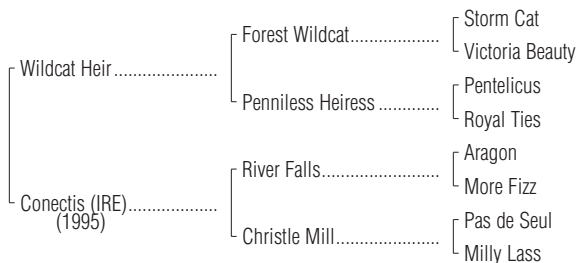 Storm Cat
Forest Wildcat....................
Victoria Beauty
Wildcat Heir.......................
Pentelicus
Penniless Heiress .............
Royal Ties
Aragon
River Falls..........................
More Fizz
Conectis (IRE)...................
(1995)
Pas de Seul
Christle Mill.......................
Milly Lass